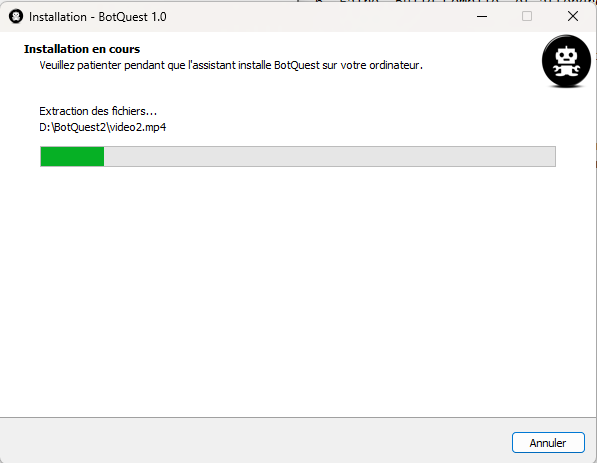 Installation - BotQuest 1.0
Installation en cours
Veuillez patienter pendant que l'assistant installe BotQuest sur votre ordinateur.
Extraction des fichiers...
D:\BotQuest2\video2.mp4
Annuler